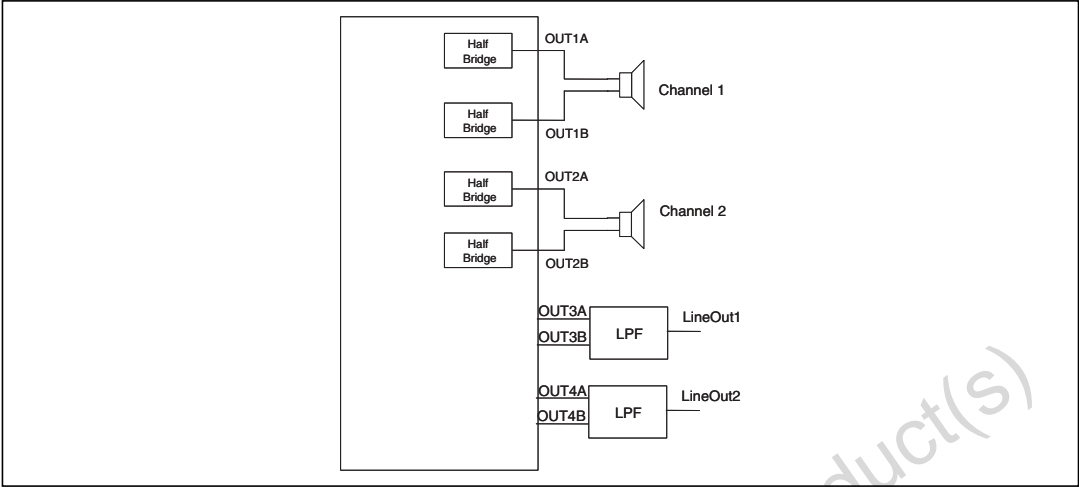 Half
Bridge
OUT1A
Channel 1
Half
Bridge
OUT1B
Half
Bridge
OUT2A
Channel 2
Half
Bridge
OUT2B
OUT3A
OUT3B
LPF
LineOut1
OUT4A
OUT4B
LPF
LineOut2
duct(s)